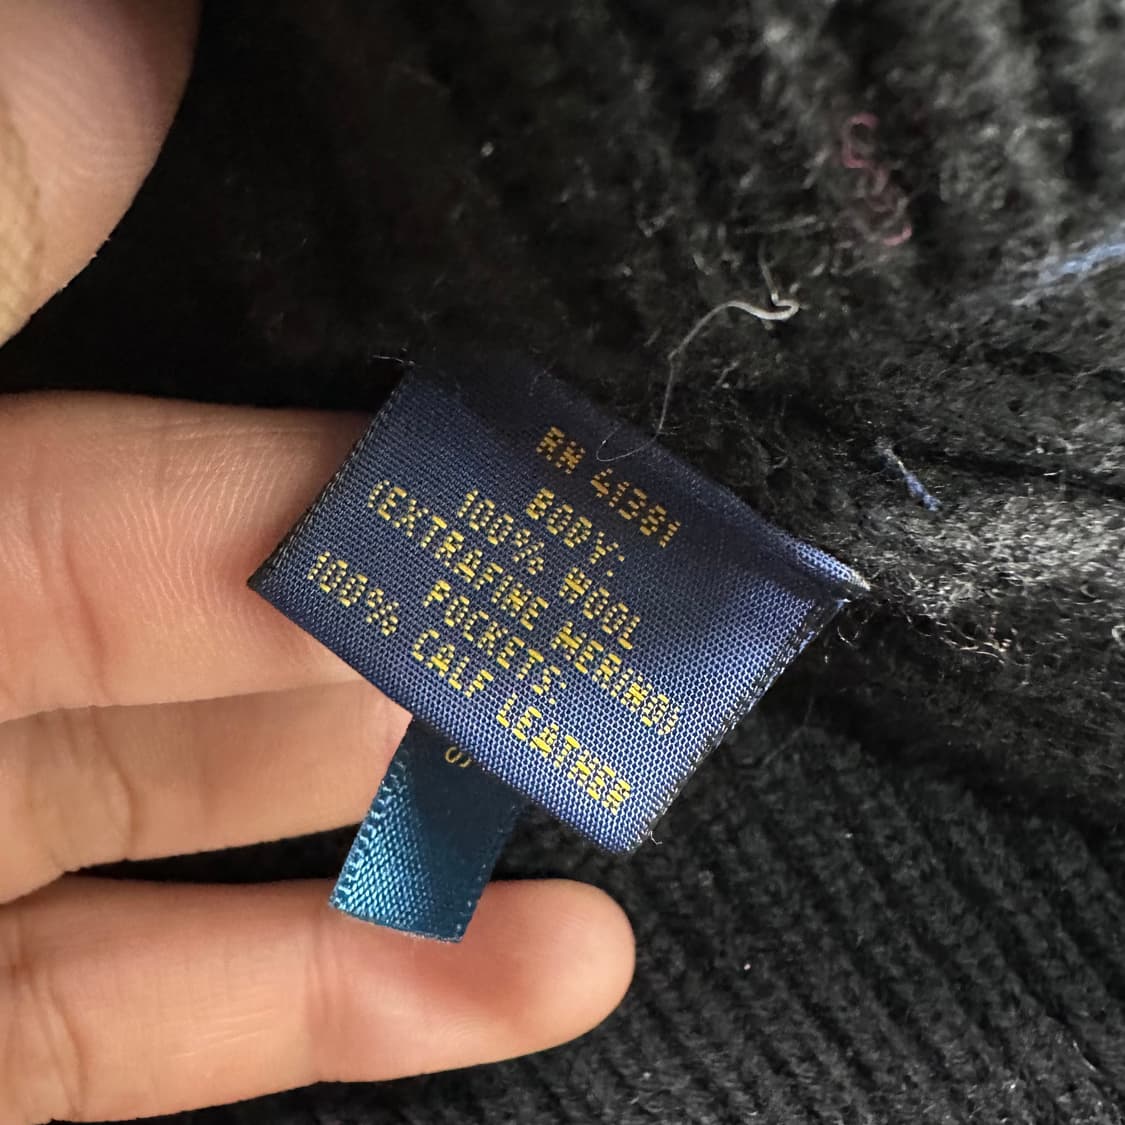 RN 41381
BODY:
100% WOOL
(EXTRAFINE MERINO)
POCKETS:
100% CALF LEATHER
S